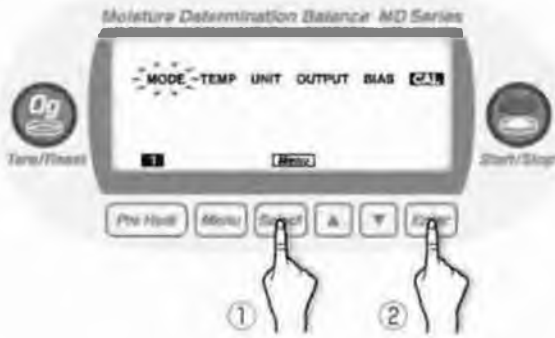 Moisture Determination Balance MD Series
MODE TEMP UNIT OUTPUT BIAS CAL
0g
Tare/Reset
Start/Stop
1 Menu
Pre Heat Menu Select ▲ ▼ Enter
① ②